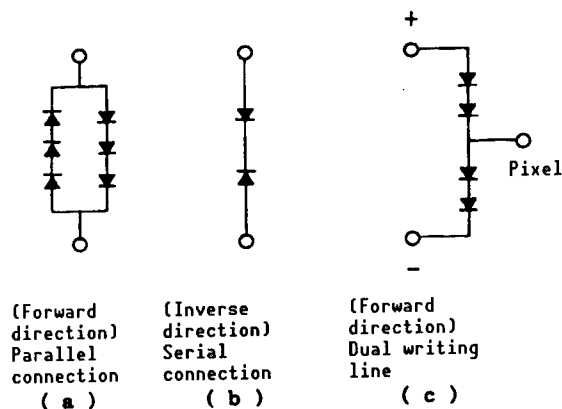 +
Pixel
−
(Forward
direction)
Parallel
connection
( a )
(Inverse
direction)
Serial
connection
( b )
(Forward
direction)
Dual writing
line
( c )